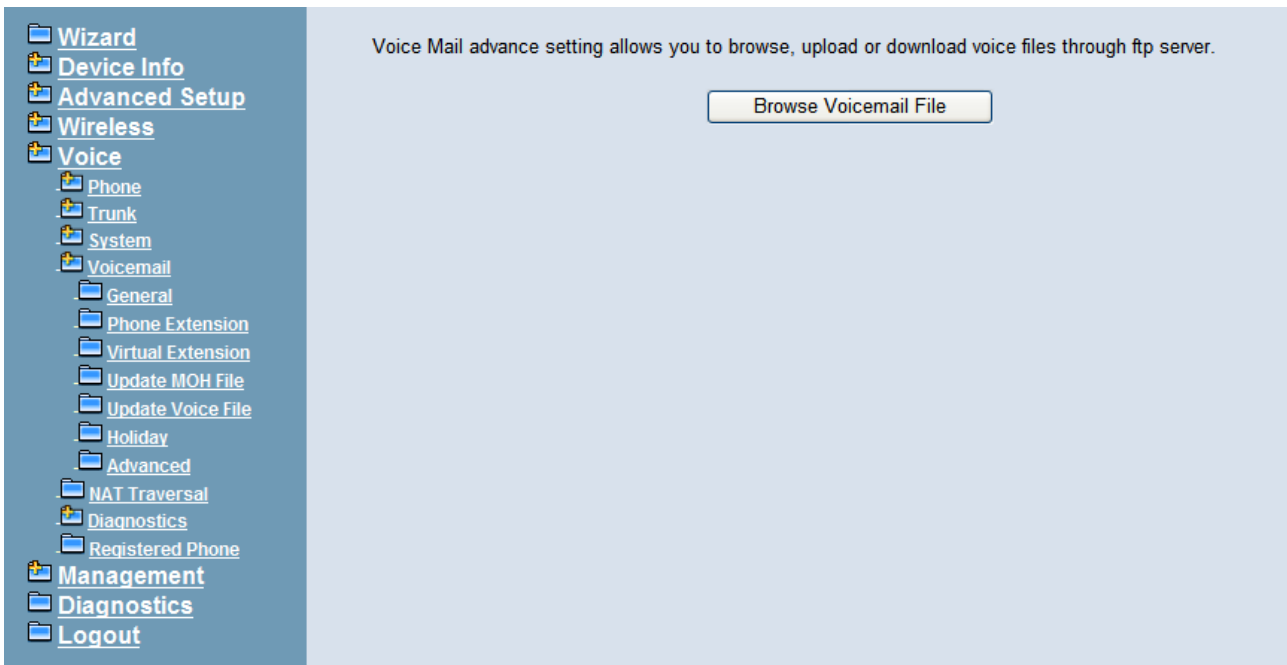 Wizard
Device Info
Advanced Setup
Wireless
Voice
Phone
Trunk
System
Voicemail
General
Phone Extension
Virtual Extension
Update MOH File
Update Voice File
Holiday
Advanced
NAT Traversal
Diagnostics
Registered Phone
Management
Diagnostics
Logout
Voice Mail advance setting allows you to browse, upload or download voice files through ftp server.
Browse Voicemail File